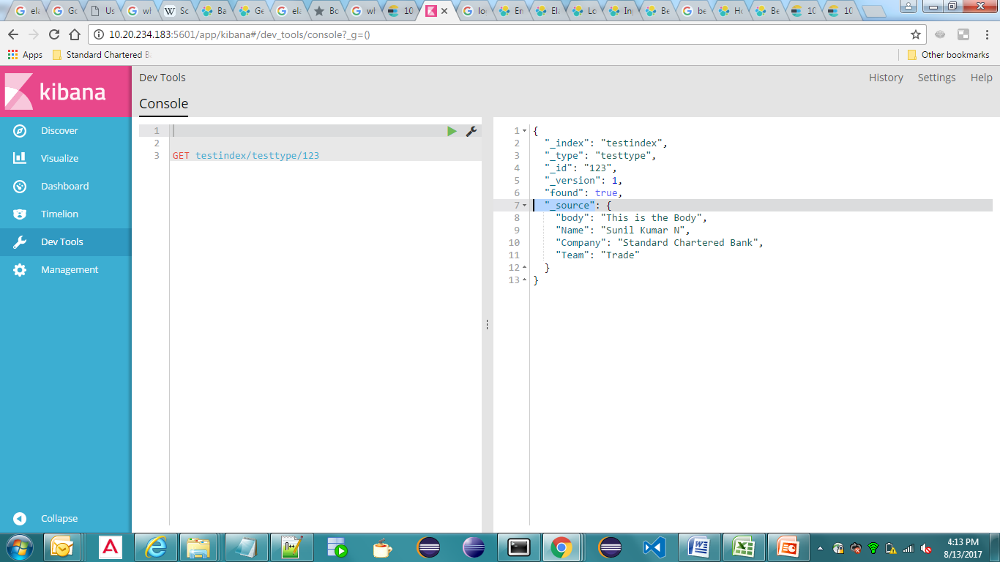 ela
Go
Us
wh
Sc
Ba
Ge
ela
Bo
wh
10
loc
En
Ela
Lo
Inp
Be
be
Ho
Be
10
10
10.20.234.183:5601/app/kibana#/dev_tools/console?_g=()
Apps
Standard Chartered B
Other bookmarks
kibana
Discover
Visualize
Dashboard
Timelion
Dev Tools
Management
Collapse
Dev Tools
History
Settings
Help
Console
1
2
3 GET testindex/testtype/123
1 {
2 "_index": "testindex",
3 "_type": "testtype",
4 "_id": "123",
5 "_version": 1,
6 "found": true,
7 "_source": {
8 "body": "This is the Body",
9 "Name": "Sunil Kumar N",
10 "Company": "Standard Chartered Bank",
11 "Team": "Trade"
12 }
13 }
4:13 PM
8/13/2017